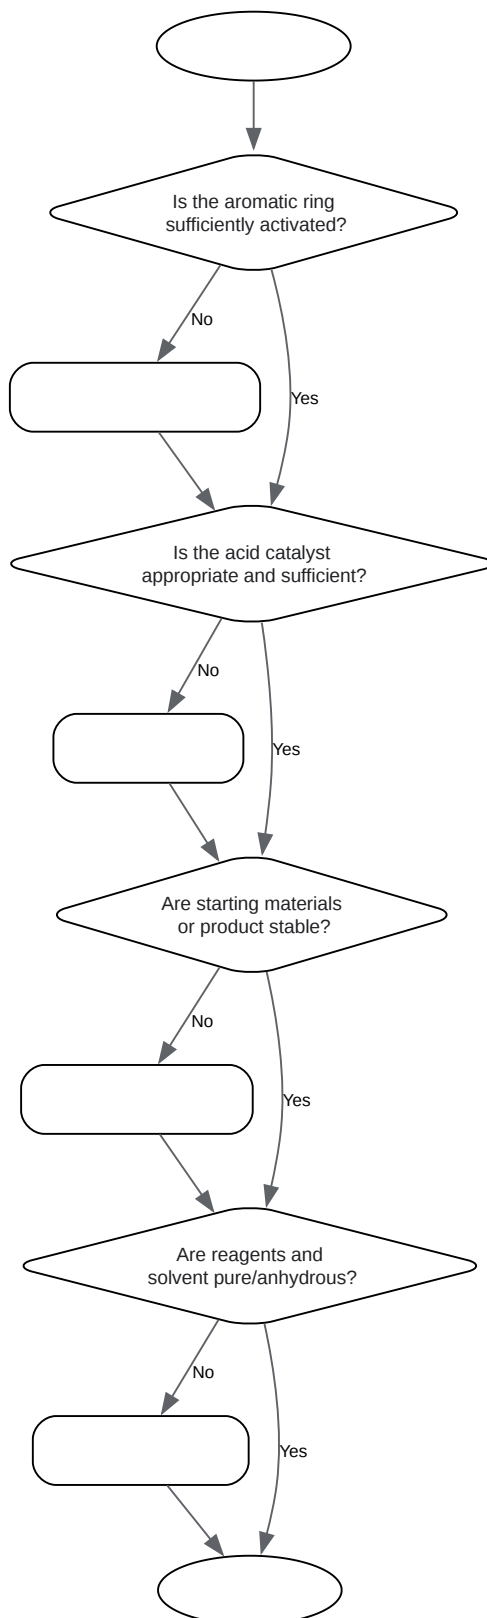 Is the aromatic ring
sufficiently activated?
No
Yes
Is the acid catalyst
appropriate and sufficient?
No
Yes
Are starting materials
or product stable?
No
Yes
Are reagents and
solvent pure/anhydrous?
No
Yes